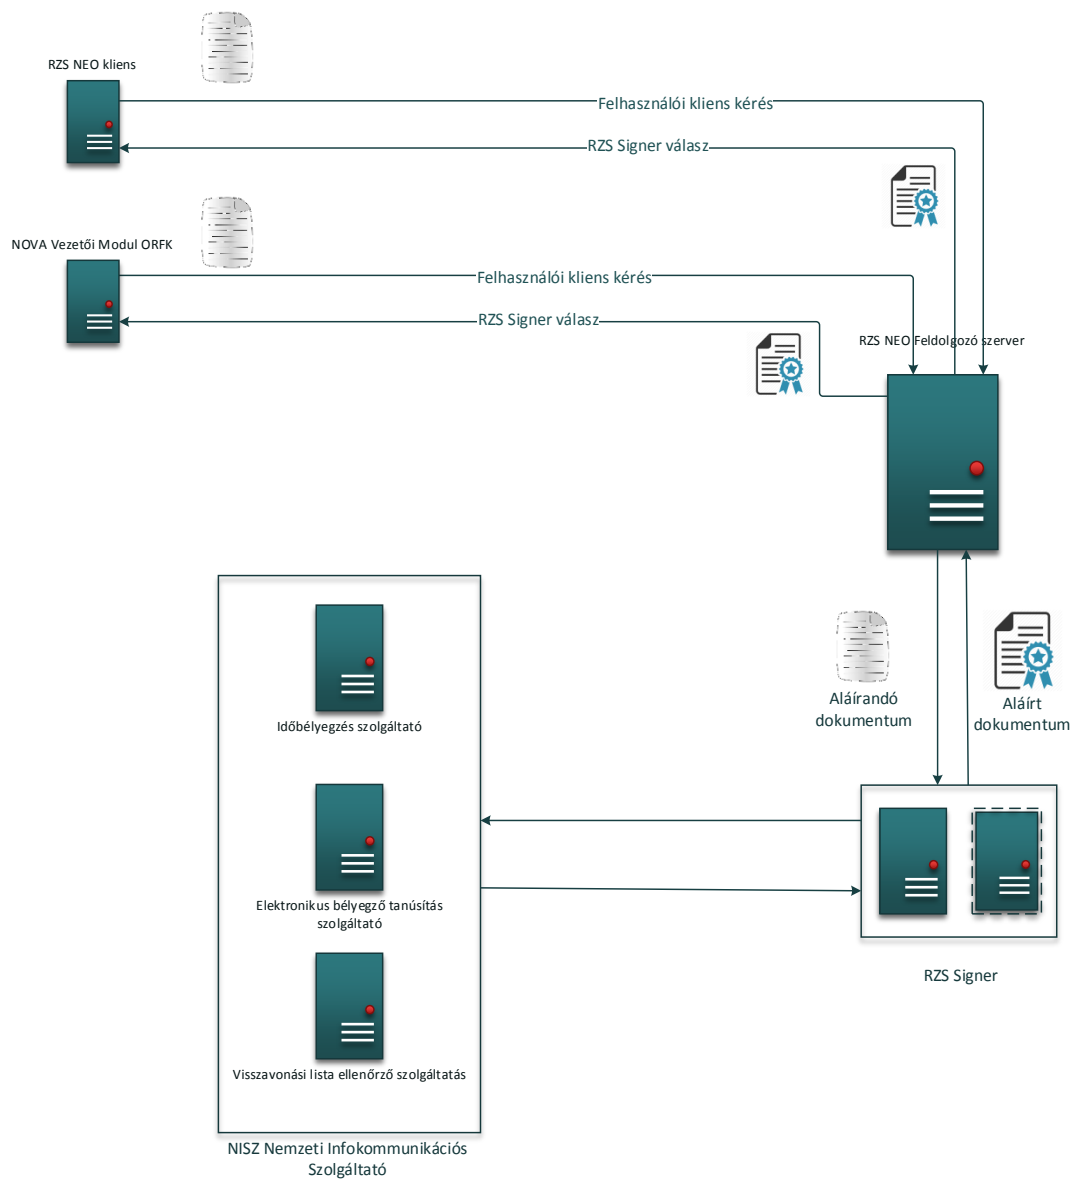 RZS NEO kliens
Felhasználói kliens kérés
RZS Signer válasz
NOVA Vezetői Modul ORFK
Felhasználói kliens kérés
RZS Signer válasz
RZS NEO Feldolgozó szerver
Aláírandó
dokumentum
Aláírt
dokumentum
Időbélyegzés szolgáltató
Elektronikus bélyegző tanúsítás
szolgáltató
RZS Signer
Visszavonási lista ellenőrző szolgáltatás
NISZ Nemzeti Infokommunikációs
Szolgáltató